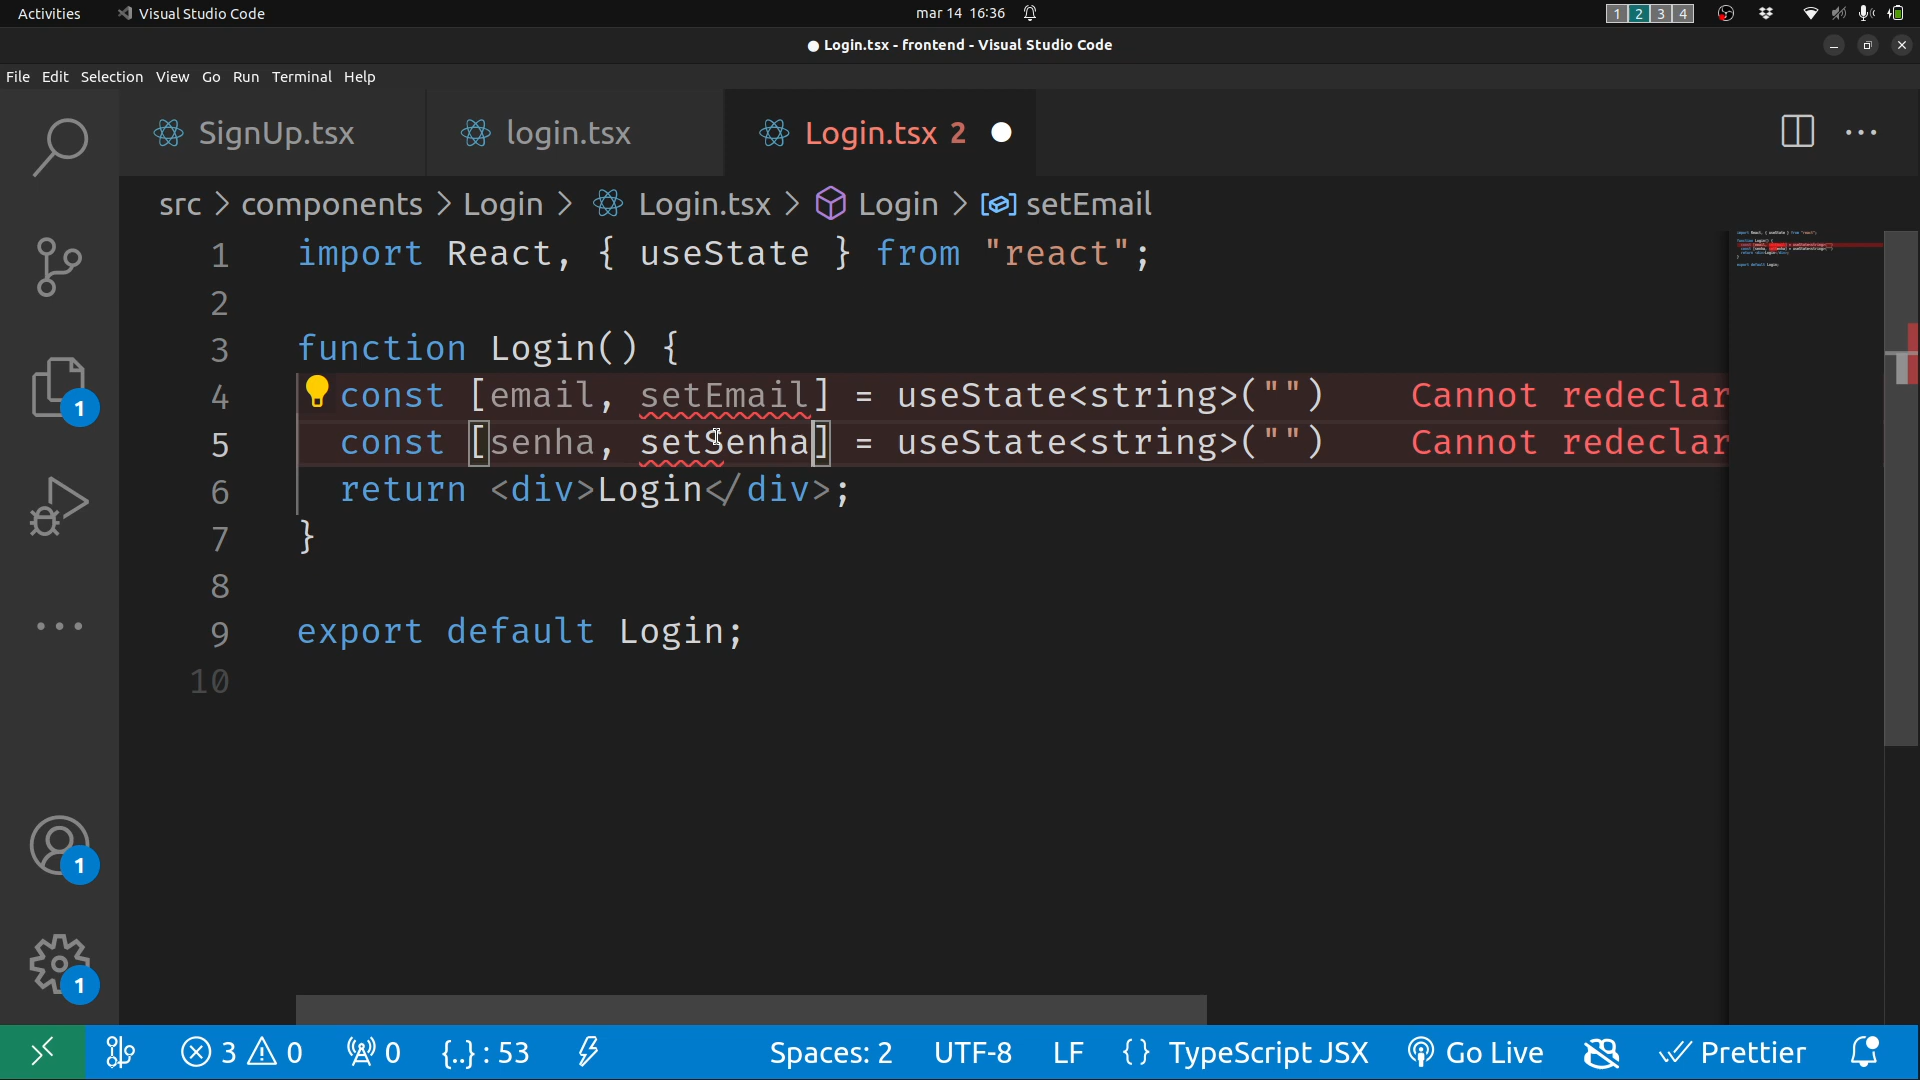 Activities Visual Studio Code mar 14 16:36 1 2 3 4
● Login.tsx - frontend - Visual Studio Code
File Edit Selection View Go Run Terminal Help
SignUp.tsx login.tsx Login.tsx 2
src > components > Login > Login.tsx > Login > setEmail
1 import React, { useState } from "react";
2
3 function Login() {
4 const [email, setEmail] = useState<string>("") Cannot redeclar
5 const [senha, setSenha] = useState<string>("") Cannot redeclar
6 return <div>Login</div>;
7 }
8
9 export default Login;
10
1
1
1
3 0 0 {..} : 53 Spaces: 2 UTF-8 LF {} TypeScript JSX Go Live Prettier